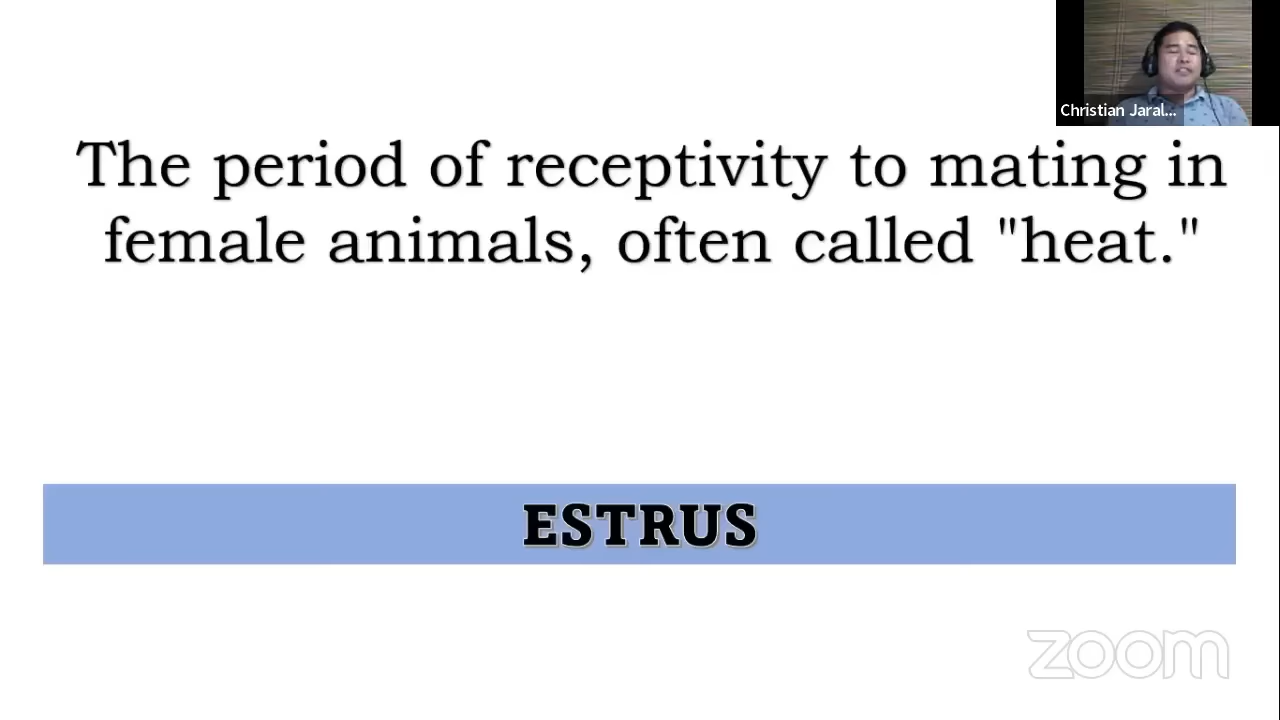 Christian Jaral...
The period of receptivity to mating in
female animals, often called "heat."
ESTRUS
zoom